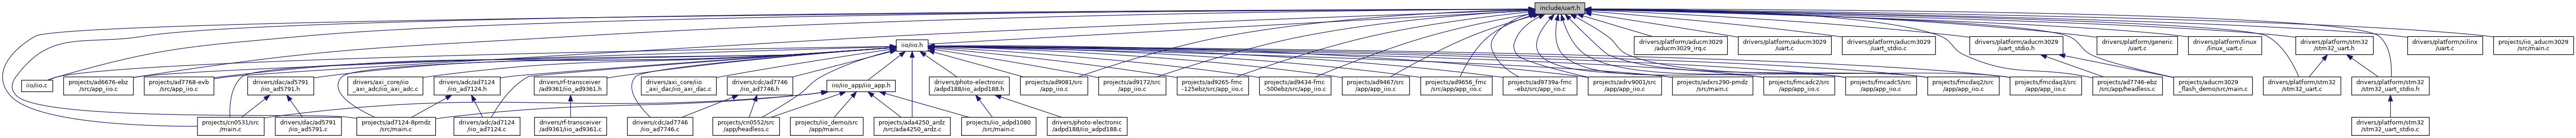 include/uart.h
iio/iio.h
drivers/platform/aducm3029
/aducm3029_irq.c
drivers/platform/aducm3029
/uart.c
drivers/platform/aducm3029
/uart_stdio.c
drivers/platform/aducm3029
/uart_stdio.h
drivers/platform/generic
/uart.c
drivers/platform/linux
/linux_uart.c
drivers/platform/stm32
/stm32_uart.h
drivers/platform/xilinx
/uart.c
projects/iio_aducm3029
/src/main.c
iio/iio.c
projects/ad6676-ebz
/src/app_iio.c
projects/ad7768-evb
/src/app_iio.c
drivers/dac/ad5791
/iio_ad5791.h
drivers/axi_core/iio
_axi_adc/iio_axi_adc.c
drivers/adc/ad7124
/iio_ad7124.h
drivers/rf-transceiver
/ad9361/iio_ad9361.h
drivers/axi_core/iio
_axi_dac/iio_axi_dac.c
drivers/cdc/ad7746
/iio_ad7746.h
iio/iio_app/iio_app.h
drivers/photo-electronic
/adpd188/iio_adpd188.h
projects/ad9081/src
/app_iio.c
projects/ad9172/src
/app_iio.c
projects/ad9265-fmc
-125ebz/src/app_iio.c
projects/ad9434-fmc
-500ebz/src/app_iio.c
projects/ad9467/src
/app/app_iio.c
projects/ad9656_fmc
/src/app/app_iio.c
projects/ad9739a-fmc
-ebz/src/app_iio.c
projects/adrv9001/src
/app/app_iio.c
projects/adxrs290-pmdz
/src/main.c
projects/fmcadc2/src
/app/app_iio.c
projects/fmcadc5/src
/app/app_iio.c
projects/fmcdaq2/src
/app/app_iio.c
projects/fmcdaq3/src
/app/app_iio.c
projects/ad7746-ebz
/src/app/headless.c
projects/aducm3029
_flash_demo/src/main.c
drivers/platform/stm32
/stm32_uart.c
drivers/platform/stm32
/stm32_uart_stdio.h
projects/cn0531/src
/main.c
drivers/dac/ad5791
/iio_ad5791.c
projects/ad7124-8pmdz
/src/main.c
drivers/adc/ad7124
/iio_ad7124.c
drivers/rf-transceiver
/ad9361/iio_ad9361.c
drivers/cdc/ad7746
/iio_ad7746.c
projects/cn0552/src
/app/headless.c
projects/iio_demo/src
/app/main.c
projects/ada4250_ardz
/src/ada4250_ardz.c
projects/iio_adpd1080
/src/main.c
drivers/photo-electronic
/adpd188/iio_adpd188.c
drivers/platform/stm32
/stm32_uart_stdio.c